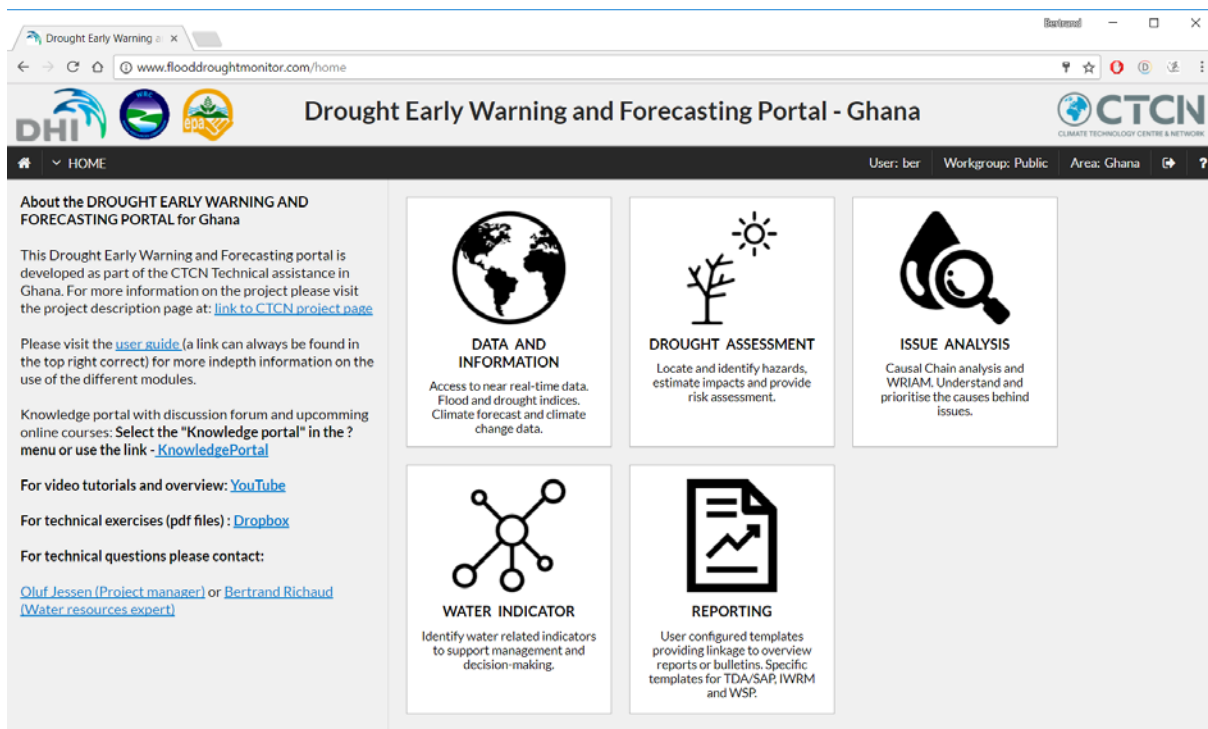 Bertrand
Drought Early Warning a
www.flooddroughtmonitor.com/home
DHI
WRC
epa
Drought Early Warning and Forecasting Portal - Ghana
CTCN
CLIMATE TECHNOLOGY CENTRE & NETWORK
HOME
User: ber
Workgroup: Public
Area: Ghana
?
About the DROUGHT EARLY WARNING AND
FORECASTING PORTAL for Ghana
This Drought Early Warning and Forecasting portal is
developed as part of the CTCN Technical assistance in
Ghana. For more information on the project please visit
the project description page at: link to CTCN project page
Please visit the user guide (a link can always be found in
the top right correct) for more indepth information on the
use of the different modules.
Knowledge portal with discussion forum and upcomming
online courses: Select the "Knowledge portal" in the ?
menu or use the link - KnowledgePortal
For video tutorials and overview: YouTube
For technical exercises (pdf files) : Dropbox
For technical questions please contact:
Oluf Jessen (Project manager) or Bertrand Richaud
(Water resources expert)
DATA AND
INFORMATION
Access to near real-time data.
Flood and drought indices.
Climate forecast and climate
change data.
DROUGHT ASSESSMENT
Locate and identify hazards,
estimate impacts and provide
risk assessment.
ISSUE ANALYSIS
Causal Chain analysis and
WRIAM. Understand and
prioritise the causes behind
issues.
WATER INDICATOR
Identify water related indicators
to support management and
decision-making.
REPORTING
User configured templates
providing linkage to overview
reports or bulletins. Specific
templates for TDA/SAP, IWRM
and WSP.